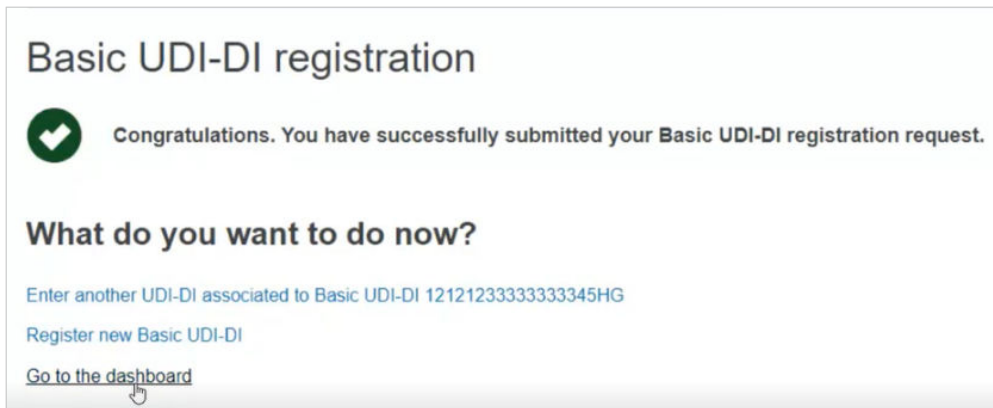 Basic UDI-DI registration
Congratulations. You have successfully submitted your Basic UDI-DI registration request.
What do you want to do now?
Enter another UDI-DI associated to Basic UDI-DI 12121233333333345HG
Register new Basic UDI-DI
Go to the dashboard